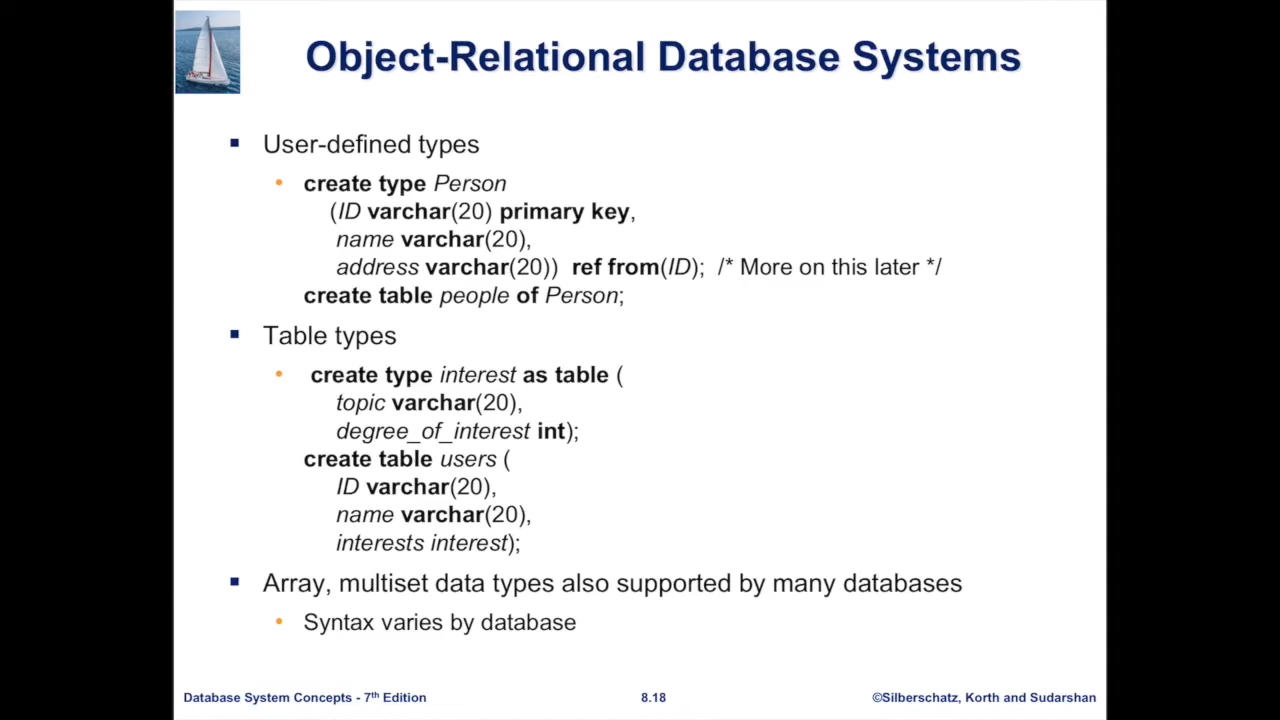 Object-Relational Database Systems
▪ User-defined types
• create type Person
(ID varchar(20) primary key,
name varchar(20),
address varchar(20)) ref from(ID); /* More on this later */
create table people of Person;
▪ Table types
• create type interest as table (
topic varchar(20),
degree_of_interest int);
create table users (
ID varchar(20),
name varchar(20),
interests interest);
▪ Array, multiset data types also supported by many databases
• Syntax varies by database
Database System Concepts - 7th Edition 8.18 ©Silberschatz, Korth and Sudarshan